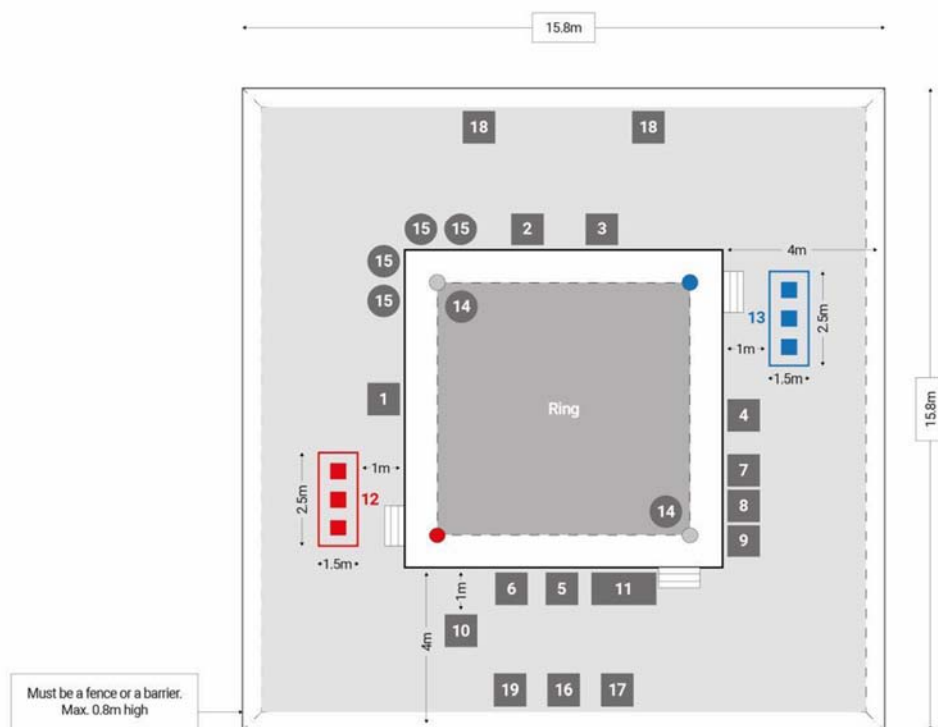 15.8m
18 18
15 15 2 3
4m
15
15
14
13
2.5m
1m
1.5m
1
Ring
4
15.8m
7
1m
12
2.5m
8
14
9
1.5m
6 5 11
1m
10
4m
19 16 17
Must be a fence or a barrier.
Max. 0.8m high